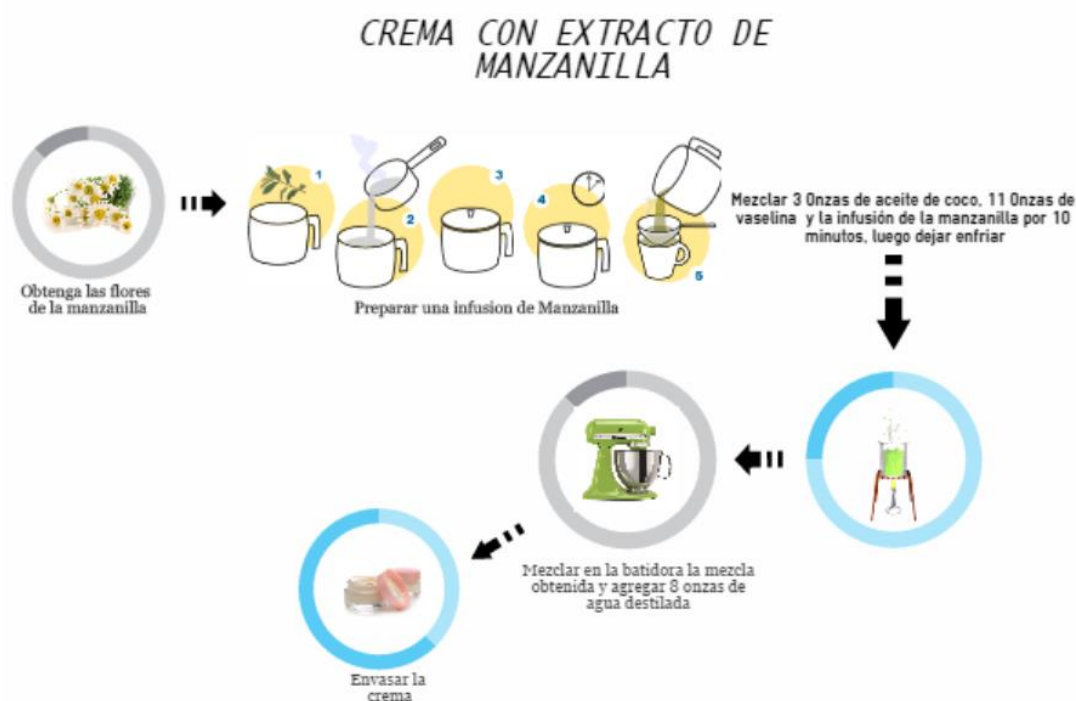 CREMA CON EXTRACTO DE
MANZANILLA
Obtenga las flores
de la manzanilla
1
2
3
4
5
Preparar una infusion de Manzanilla
Mezclar 3 Onzas de aceite de coco, 11 Onzas de
vaselina y la infusión de la manzanilla por 10
minutos, luego dejar enfriar
Mezclar en la batidora la mezcla
obtenida y agregar 8 onzas de
agua destilada
Envasar la
crema